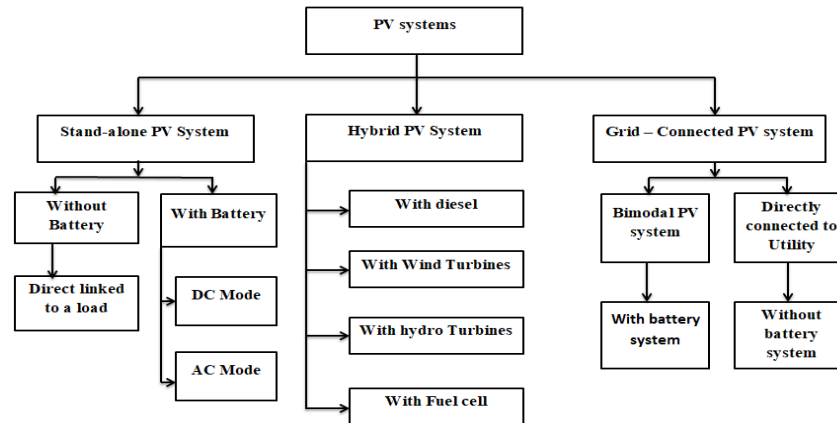 PV systems
Stand-alone PV System
Hybrid PV System
Grid – Connected PV system
Without
Battery
With Battery
With diesel
Bimodal PV
system
Directly
connected to
Utility
Direct linked
to a load
DC Mode
With Wind Turbines
With hydro Turbines
With battery
system
Without
battery
system
AC Mode
With Fuel cell